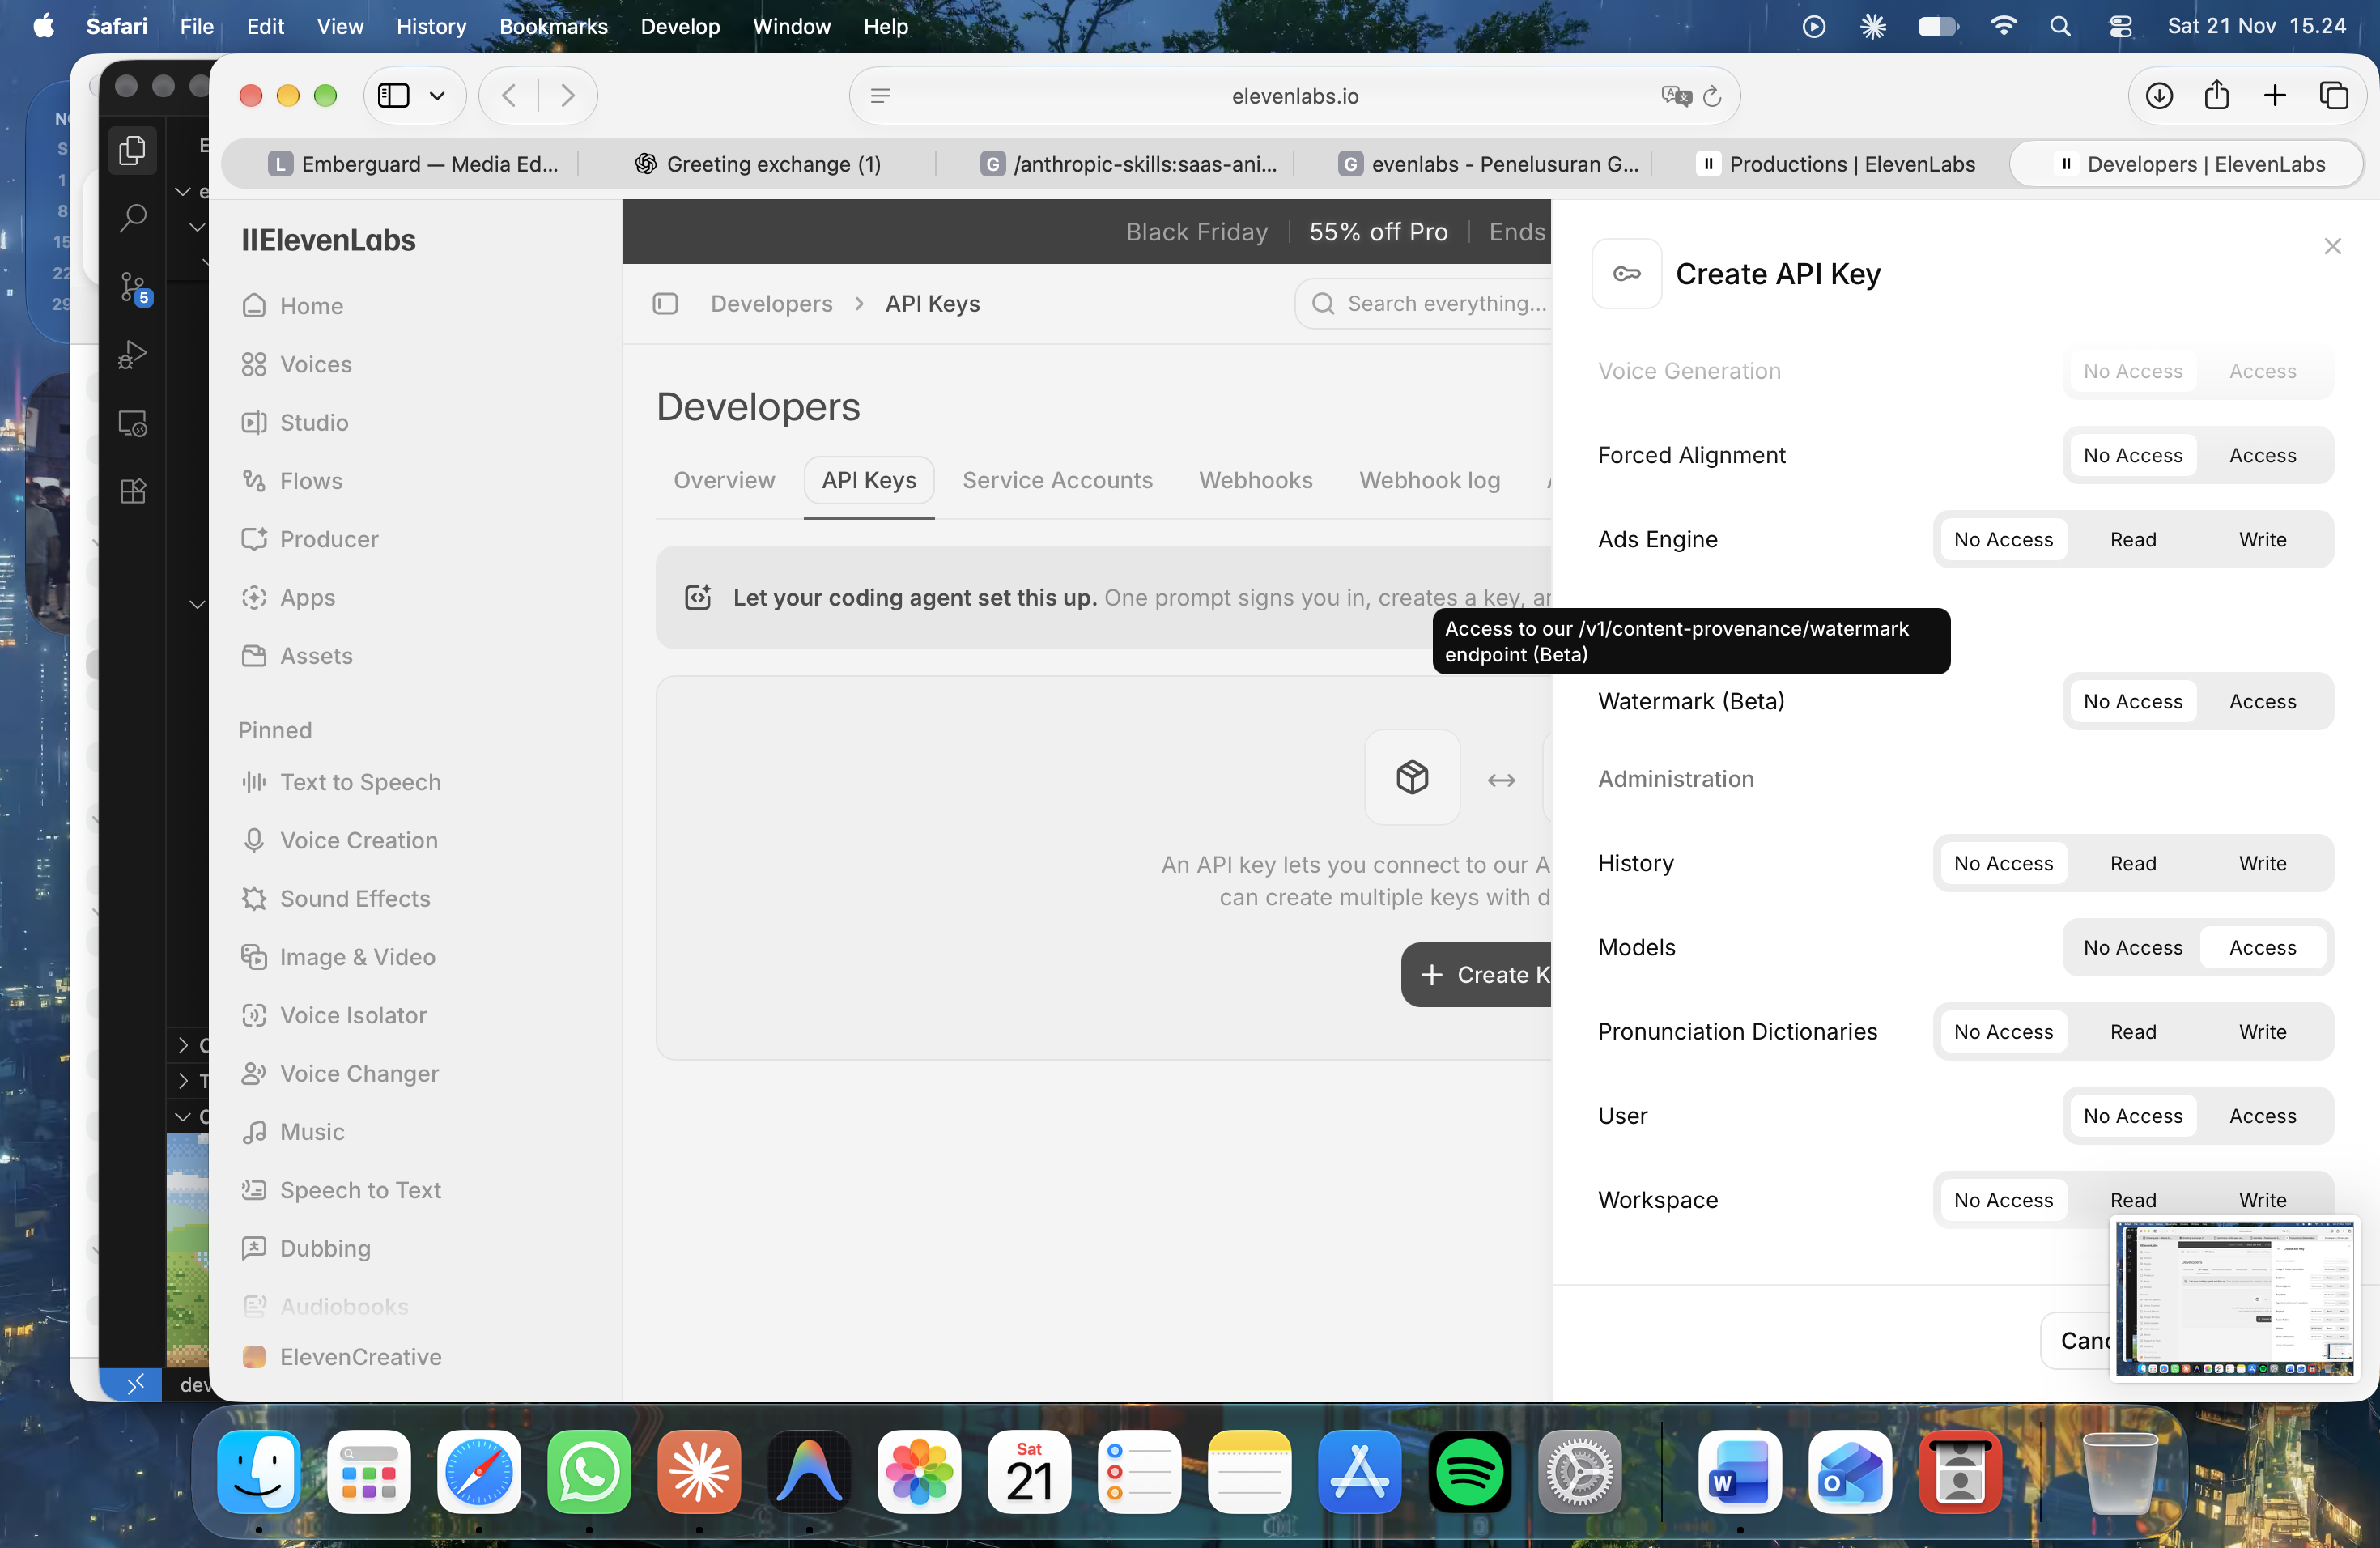 Safari File Edit View History Bookmarks Develop Window Help
Sat 21 Nov 15.24
elevenlabs.io
Emberguard — Media Ed...
Greeting exchange (1)
/anthropic-skills:saas-ani...
evenlabs - Penelusuran G...
Productions | ElevenLabs
Developers | ElevenLabs
5
IIElevenLabs
Home
Voices
Studio
Flows
Producer
Apps
Assets
Pinned
Text to Speech
Voice Creation
Sound Effects
Image & Video
Voice Isolator
Voice Changer
Music
Speech to Text
Dubbing
Audiobooks
ElevenCreative
Black Friday 55% off Pro Ends
Developers > API Keys
Search everything...
Developers
Overview API Keys Service Accounts Webhooks Webhook log
Let your coding agent set this up. One prompt signs you in, creates a key, ar
An API key lets you connect to our A
can create multiple keys with d
+ Create K
Create API Key
Voice Generation No Access Access
Forced Alignment No Access Access
Ads Engine No Access Read Write
Access to our /v1/content-provenance/watermark
endpoint (Beta)
Watermark (Beta) No Access Access
Administration
History No Access Read Write
Models No Access Access
Pronunciation Dictionaries No Access Read Write
User No Access Access
Workspace No Access Read Write
Canc
dev
Sat
21
W
O